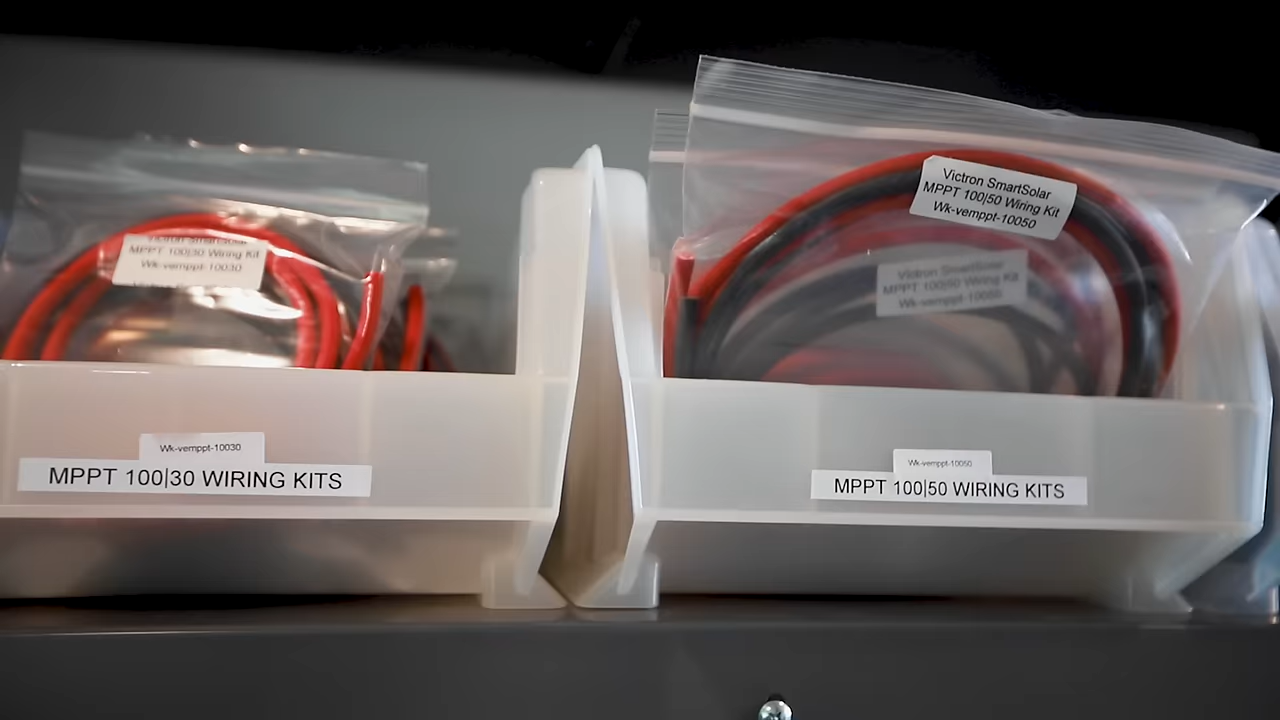 Victron SmartSolar
MPPT 100|30 Wiring Kit
Wk-vemppt-10030
Wk-vemppt-10030
MPPT 100|30 WIRING KITS
Victron SmartSolar
MPPT 100|50 Wiring Kit
Wk-vemppt-10050
Victron SmartSolar
MPPT 100|50 Wiring Kit
Wk-vemppt-10050
Wk-vemppt-10050
MPPT 100|50 WIRING KITS